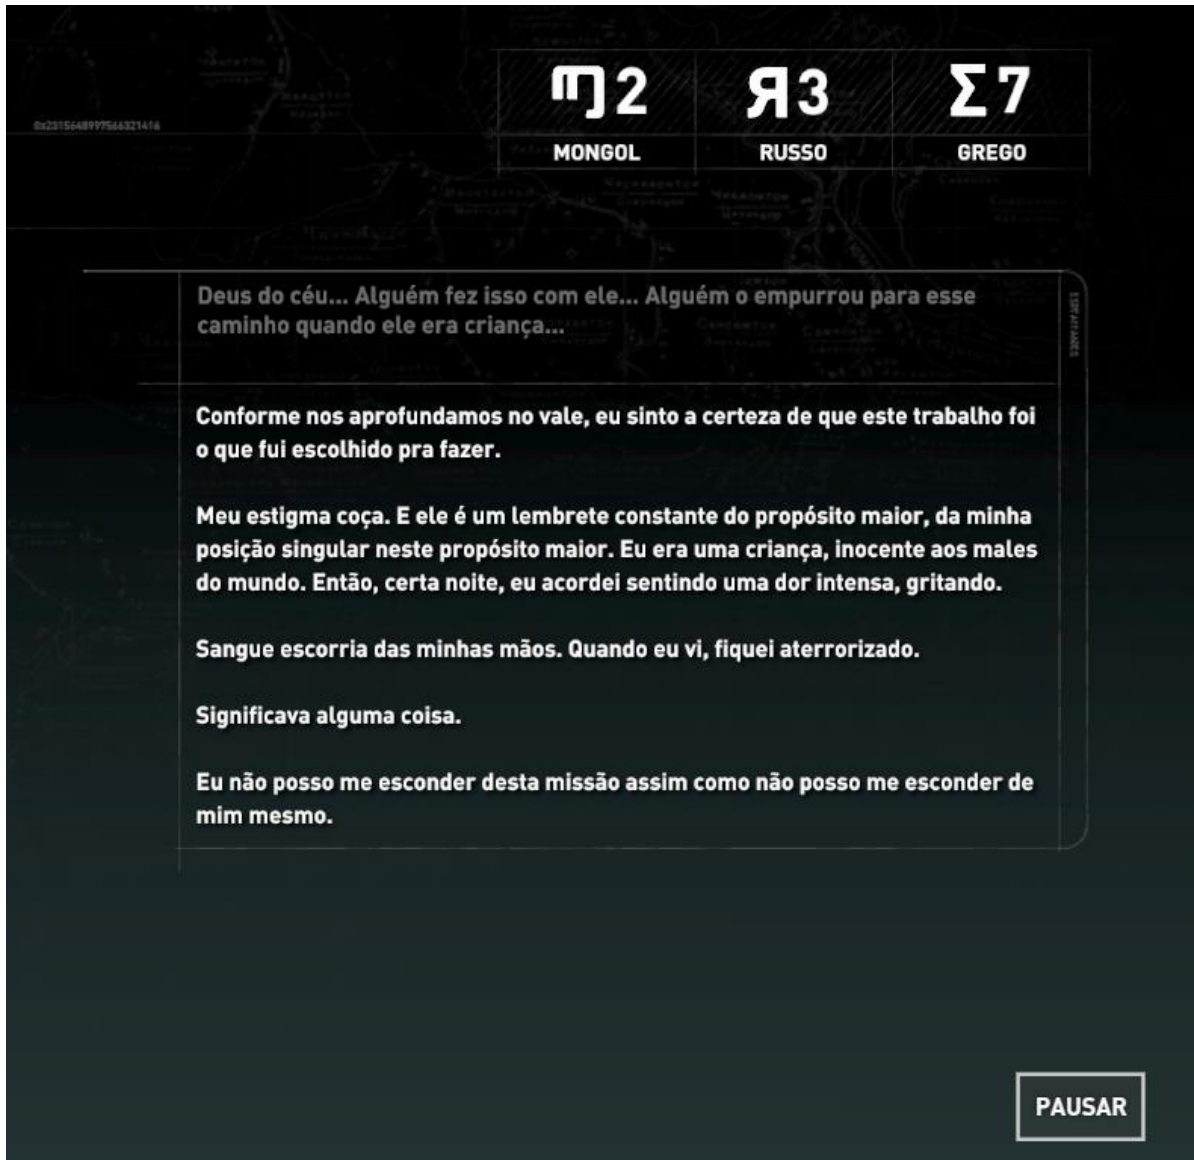 0x2315648997566321416
2
Я3
Σ7
MONGOL
RUSSO
GREGO
Deus do céu... Alguém fez isso com ele... Alguém o empurrou para esse
caminho quando ele era criança...
Conforme nos aprofundamos no vale, eu sinto a certeza de que este trabalho foi
o que fui escolhido pra fazer.
Meu estigma coça. E ele é um lembrete constante do propósito maior, da minha
posição singular neste propósito maior. Eu era uma criança, inocente aos males
do mundo. Então, certa noite, eu acordei sentindo uma dor intensa, gritando.
Sangue escorria das minhas mãos. Quando eu vi, fiquei aterrorizado.
Significava alguma coisa.
Eu não posso me esconder desta missão assim como não posso me esconder de
mim mesmo.
PAUSAR